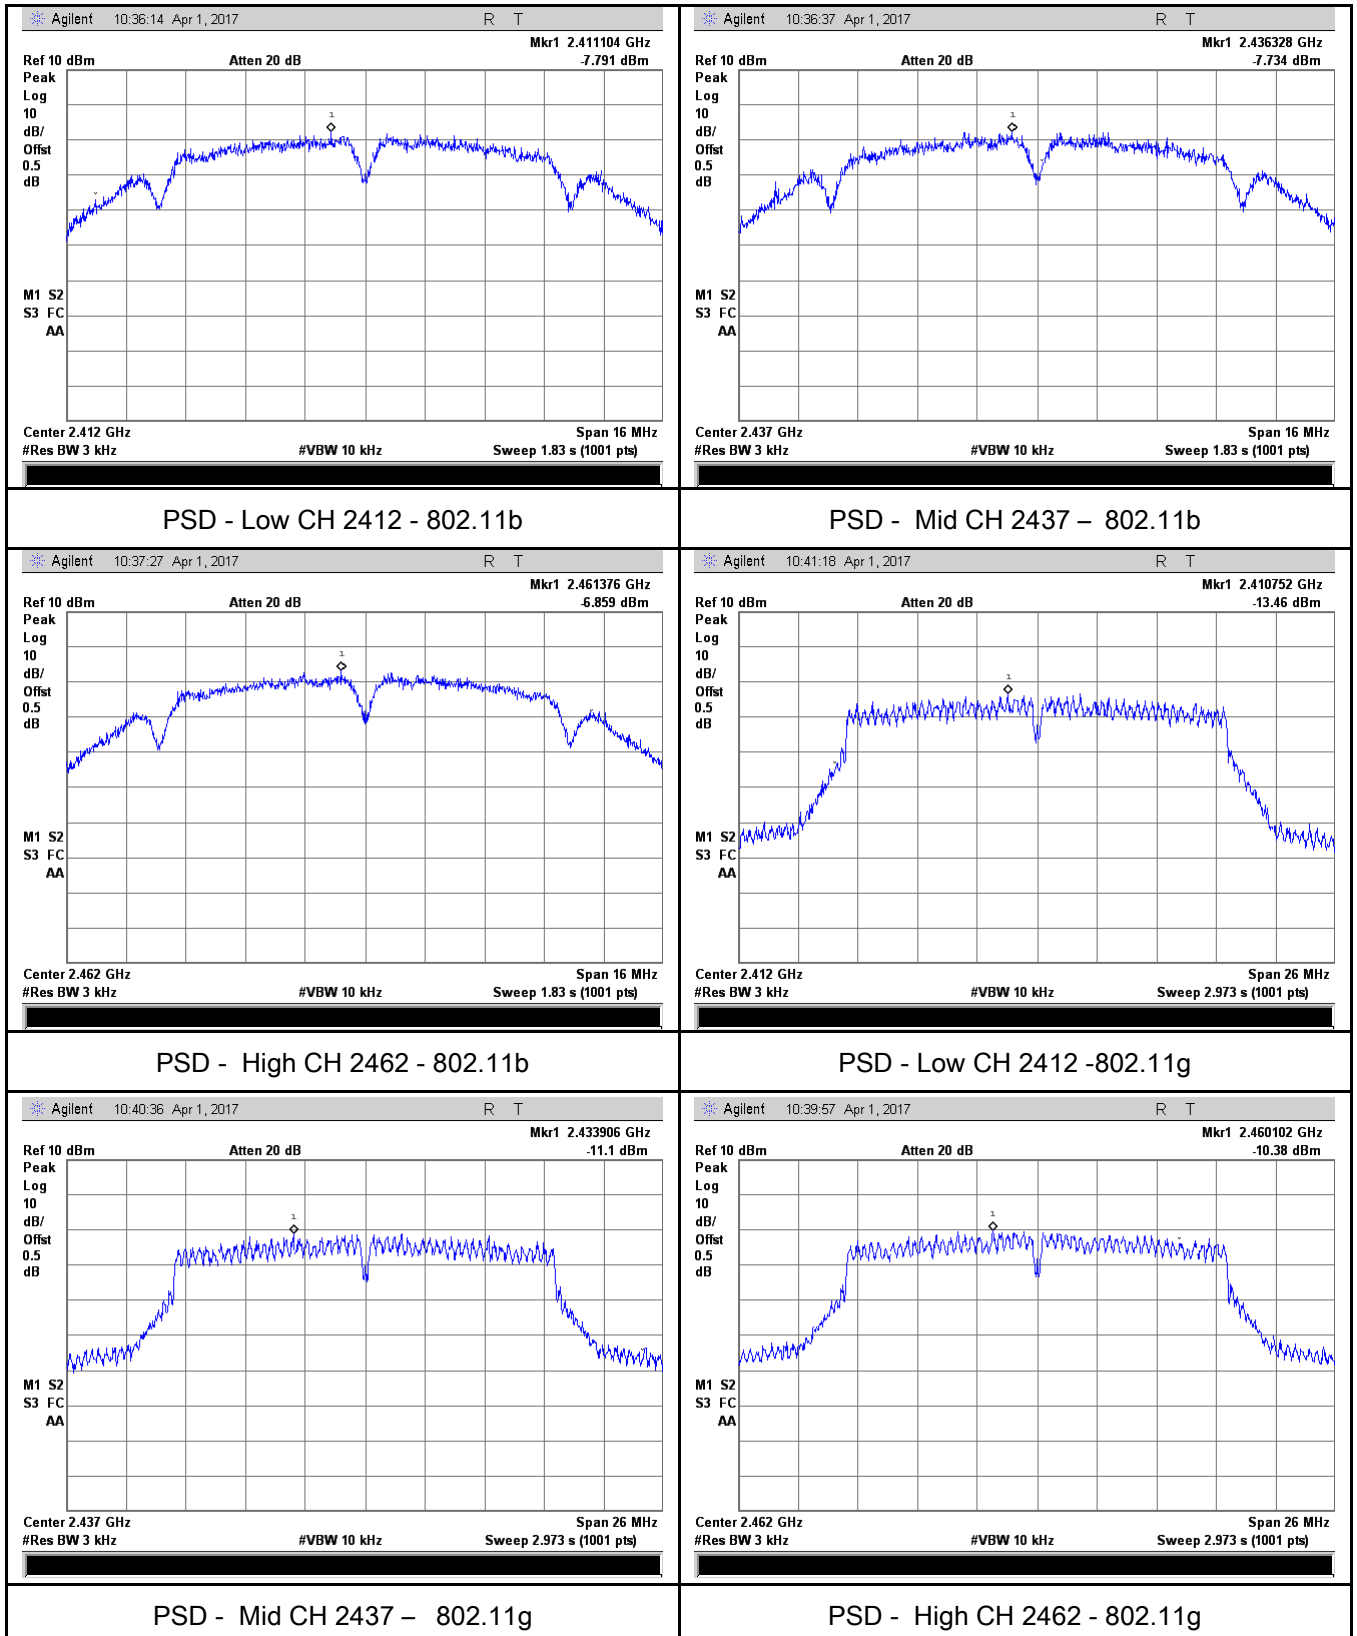 Agilent 10:36:14 Apr 1, 2017 R T
Mkr1 2.411104 GHz
Ref 10 dBm Atten 20 dB -7.791 dBm
Peak
Log
10
dB/
Offst
0.5
dB
1
M1 S2
S3 FC
AA
Center 2.412 GHz Span 16 MHz
#Res BW 3 kHz #VBW 10 kHz Sweep 1.83 s (1001 pts)
PSD - Low CH 2412 - 802.11b
Agilent 10:36:37 Apr 1, 2017 R T
Mkr1 2.436328 GHz
Ref 10 dBm Atten 20 dB -7.734 dBm
Peak
Log
10
dB/
Offst
0.5
dB
1
M1 S2
S3 FC
AA
Center 2.437 GHz Span 16 MHz
#Res BW 3 kHz #VBW 10 kHz Sweep 1.83 s (1001 pts)
PSD - Mid CH 2437 – 802.11b
Agilent 10:37:27 Apr 1, 2017 R T
Mkr1 2.461376 GHz
Ref 10 dBm Atten 20 dB -6.859 dBm
Peak
Log
10
dB/
Offst
0.5
dB
1
M1 S2
S3 FC
AA
Center 2.462 GHz Span 16 MHz
#Res BW 3 kHz #VBW 10 kHz Sweep 1.83 s (1001 pts)
PSD - High CH 2462 - 802.11b
Agilent 10:41:18 Apr 1, 2017 R T
Mkr1 2.410752 GHz
Ref 10 dBm Atten 20 dB -13.46 dBm
Peak
Log
10
dB/
Offst
0.5
dB
1
M1 S2
S3 FC
AA
Center 2.412 GHz Span 26 MHz
#Res BW 3 kHz #VBW 10 kHz Sweep 2.973 s (1001 pts)
PSD - Low CH 2412 -802.11g
Agilent 10:40:36 Apr 1, 2017 R T
Mkr1 2.433906 GHz
Ref 10 dBm Atten 20 dB -11.1 dBm
Peak
Log
10
dB/
Offst
0.5
dB
1
M1 S2
S3 FC
AA
Center 2.437 GHz Span 26 MHz
#Res BW 3 kHz #VBW 10 kHz Sweep 2.973 s (1001 pts)
PSD - Mid CH 2437 – 802.11g
Agilent 10:39:57 Apr 1, 2017 R T
Mkr1 2.460102 GHz
Ref 10 dBm Atten 20 dB -10.38 dBm
Peak
Log
10
dB/
Offst
0.5
dB
1
M1 S2
S3 FC
AA
Center 2.462 GHz Span 26 MHz
#Res BW 3 kHz #VBW 10 kHz Sweep 2.973 s (1001 pts)
PSD - High CH 2462 - 802.11g